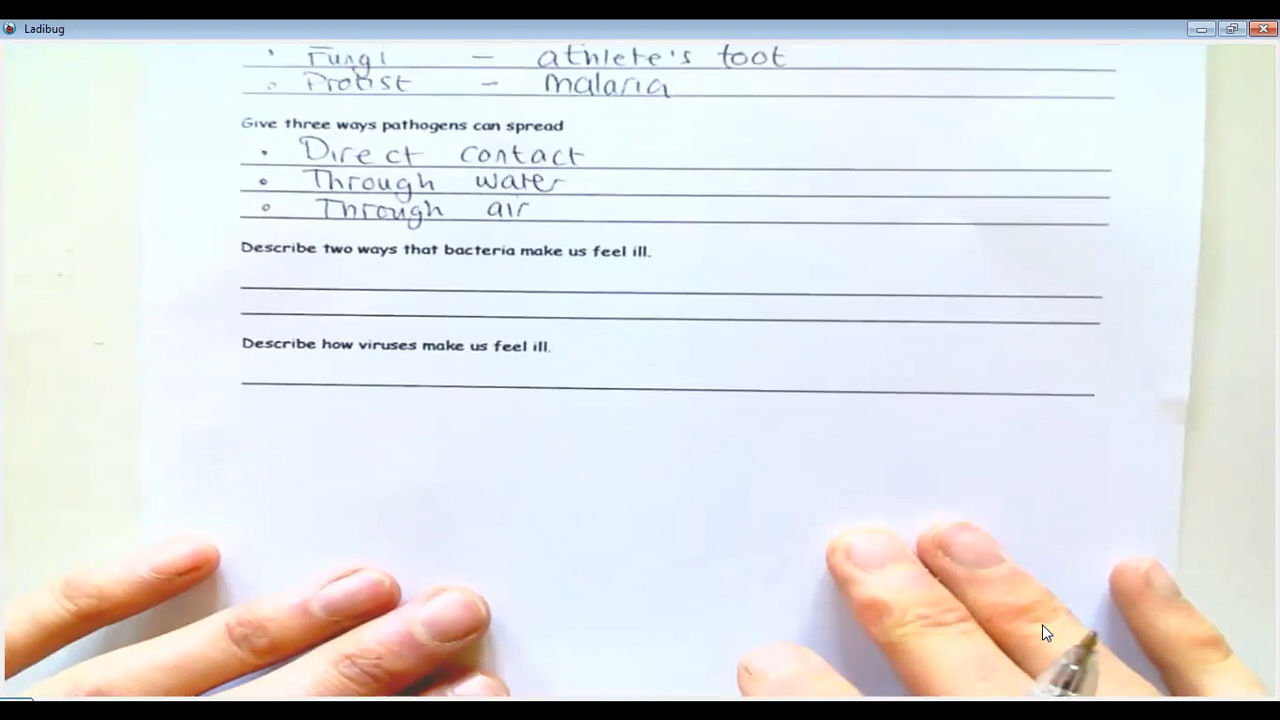 Ladibug
• Fungi – athlete's foot
• Protist – malaria
Give three ways pathogens can spread
• Direct contact
• Through water
• Through air
Describe two ways that bacteria make us feel ill.
Describe how viruses make us feel ill.